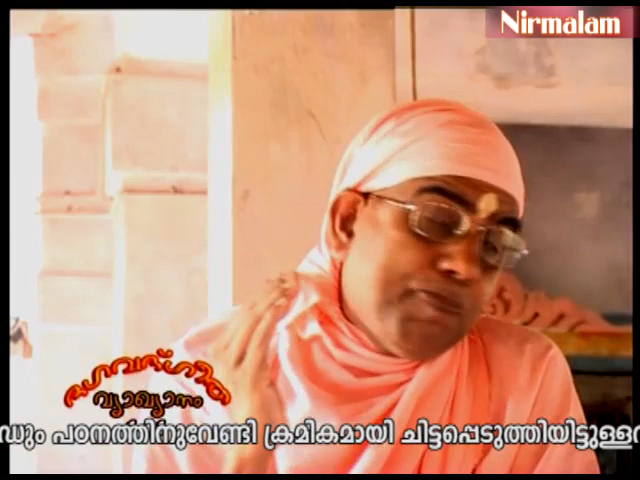 Nirmalam
ഭഗവദ്ഗീത
വ്യാഖ്യാനം
ഡും പഠനത്തിനുവേണ്ടി ക്രമികമായി ചിട്ടപ്പെടുത്തിയിട്ടുള്ള